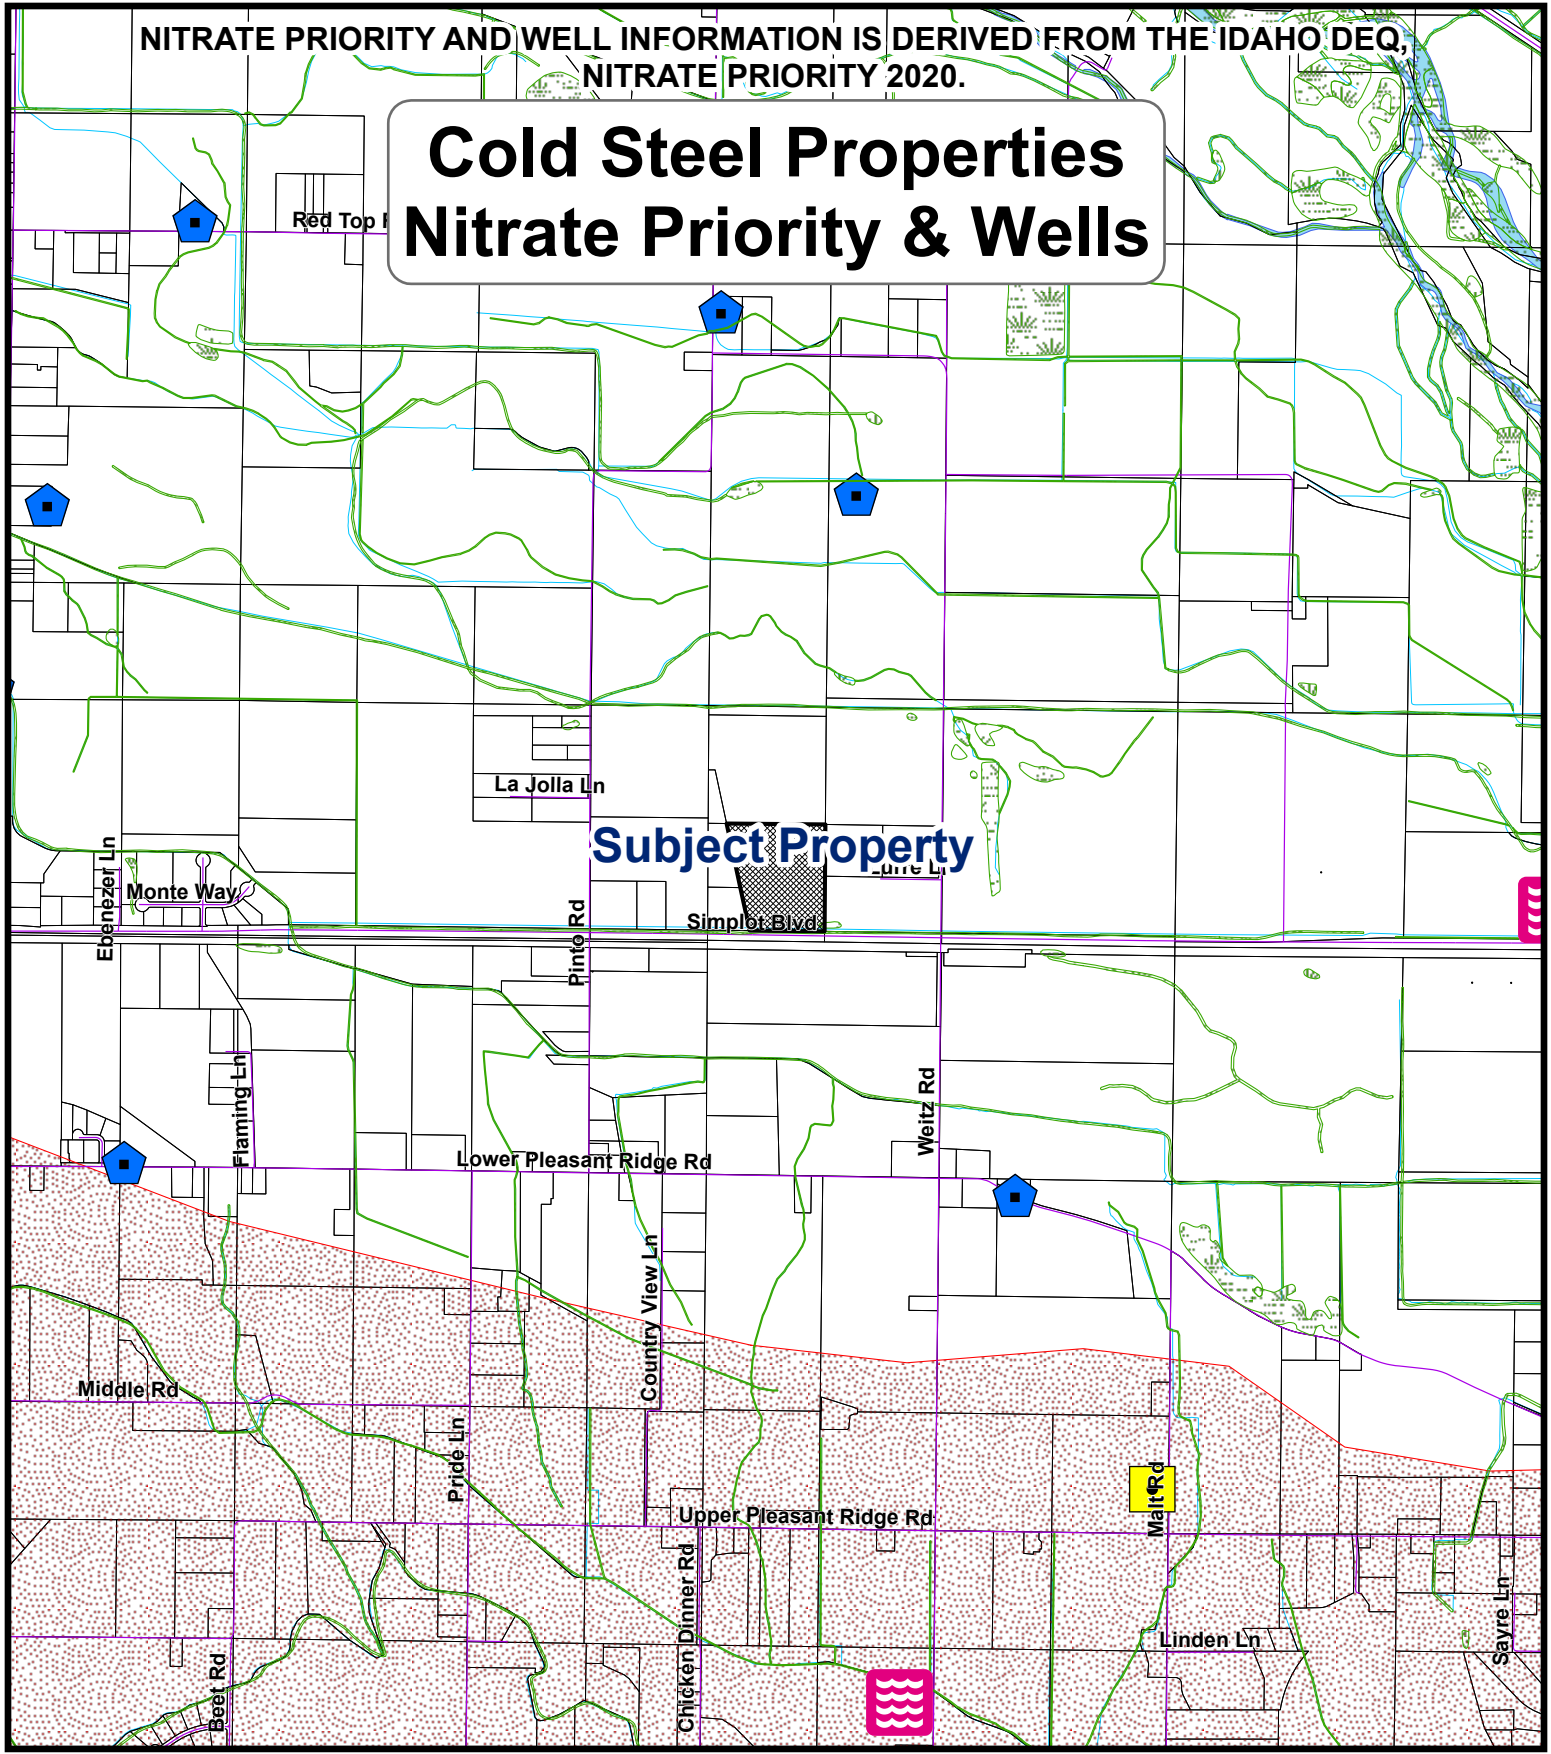 NITRATE PRIORITY AND WELL INFORMATION IS DERIVED FROM THE IDAHO DEQ,
NITRATE PRIORITY 2020.
Cold Steel Properties
Nitrate Priority & Wells
Red Top
La Jolla Ln
Subject Property
Ebenezer Ln
Monte Way
Simplot Blvd
Pinto Rd
Flaming Ln
Weitz Rd
Lower Pleasant Ridge Rd
Country View Ln
Middle Rd
Pride Ln
Malt Rd
Upper Pleasant Ridge Rd
Chicken Dinner Rd
Sayre Ln
Linden Ln
Beet Rd